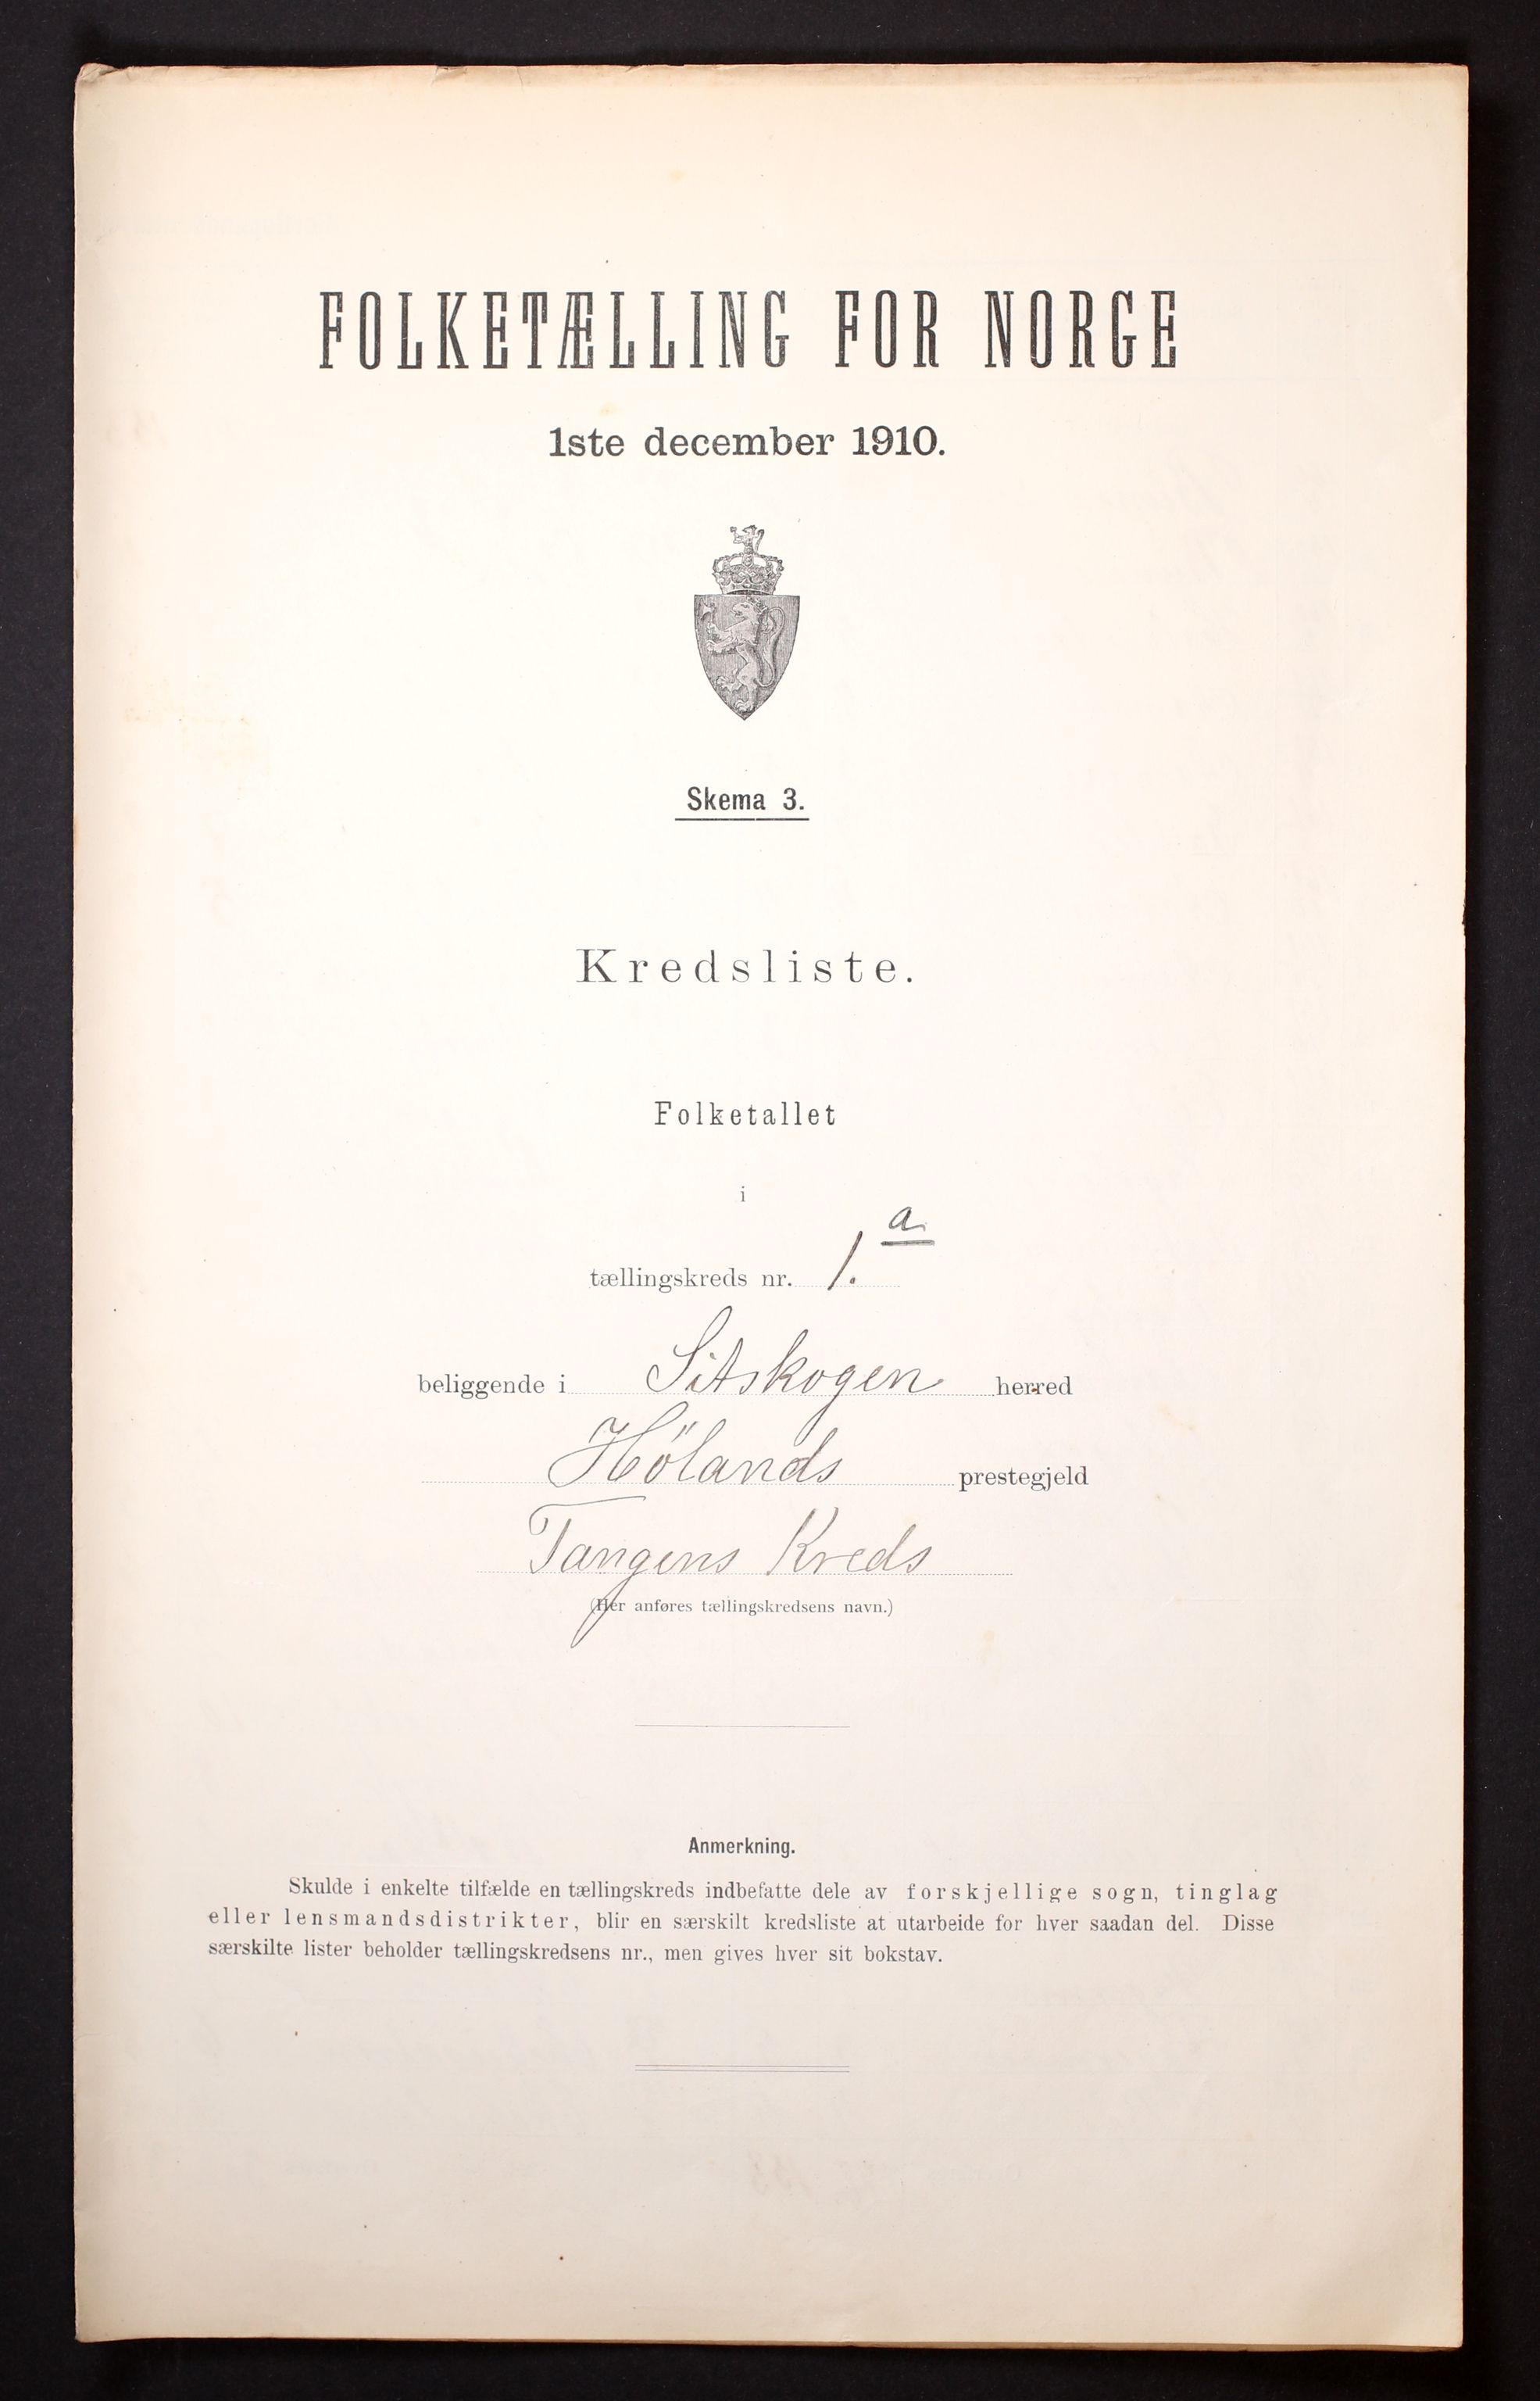 FOLKETÆLLING FOR NORGE
1ste december 1910.
Skema 3.
Kredsliste.
Folketallet
i
tællingskreds nr. 1. a.
beliggende i Sitskogen herred
Hölands prestegjeld
Tangens Kreds
(Her anføres tællingskredsens navn.)
Anmerkning.
Skulde i enkelte tilfælde en tællingskreds indbefatte dele av forskjellige sogn, tinglag
eller lensmandsdistrikter, blir en særskilt kredsliste at utarbeide for hver saadan del. Disse
særskilte lister beholder tællingskredsens nr., men gives hver sit bokstav.